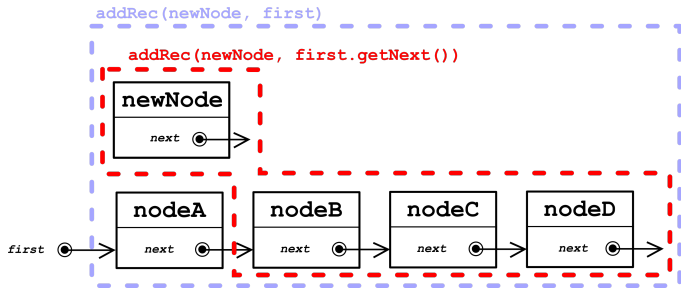 addRec(newNode, first)
addRec(newNode, first.getNext())
newNode
next
nodeA
nodeB
nodeC
nodeD
first
next
next
next
next